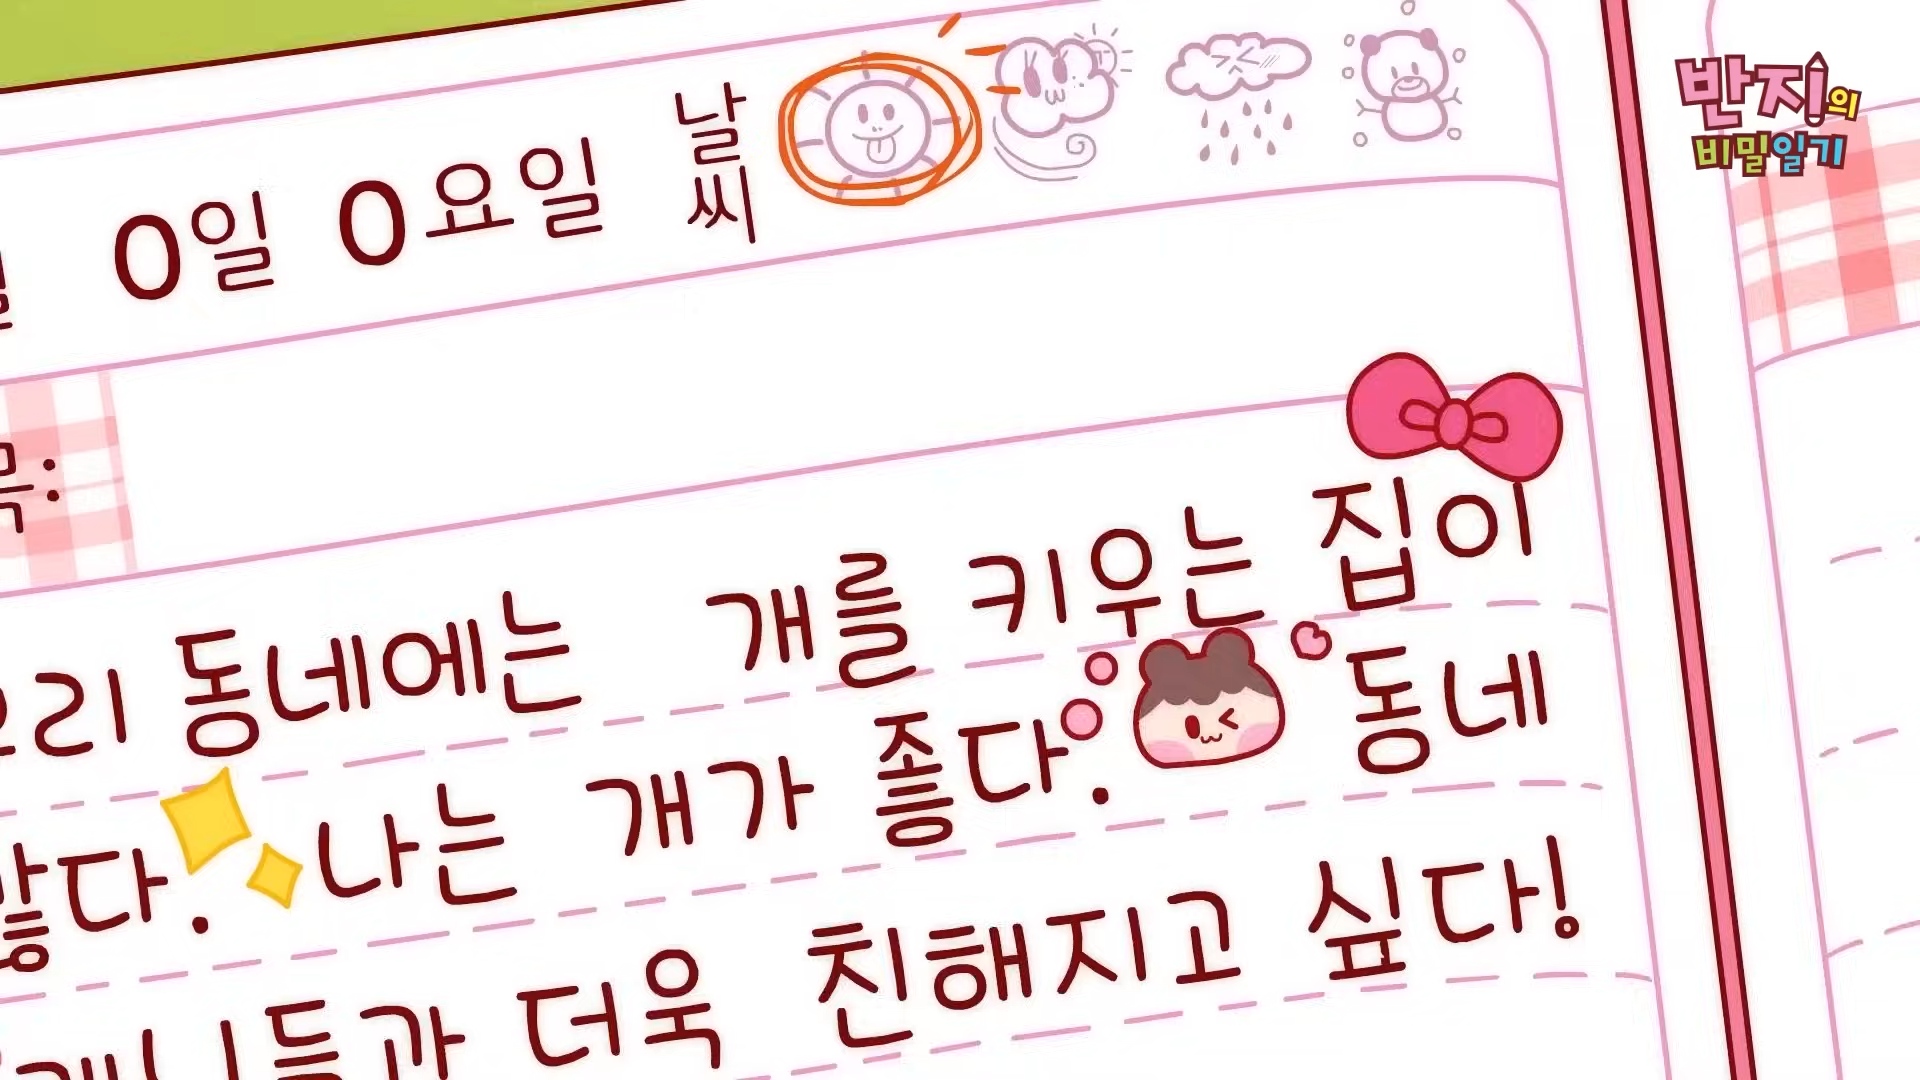 0일 0요일 날씨
반지의
비밀일기
동네에는 개를 키우는 집이
많다. 나는 개가 좋다. 동네
더욱 친해지고 싶다!